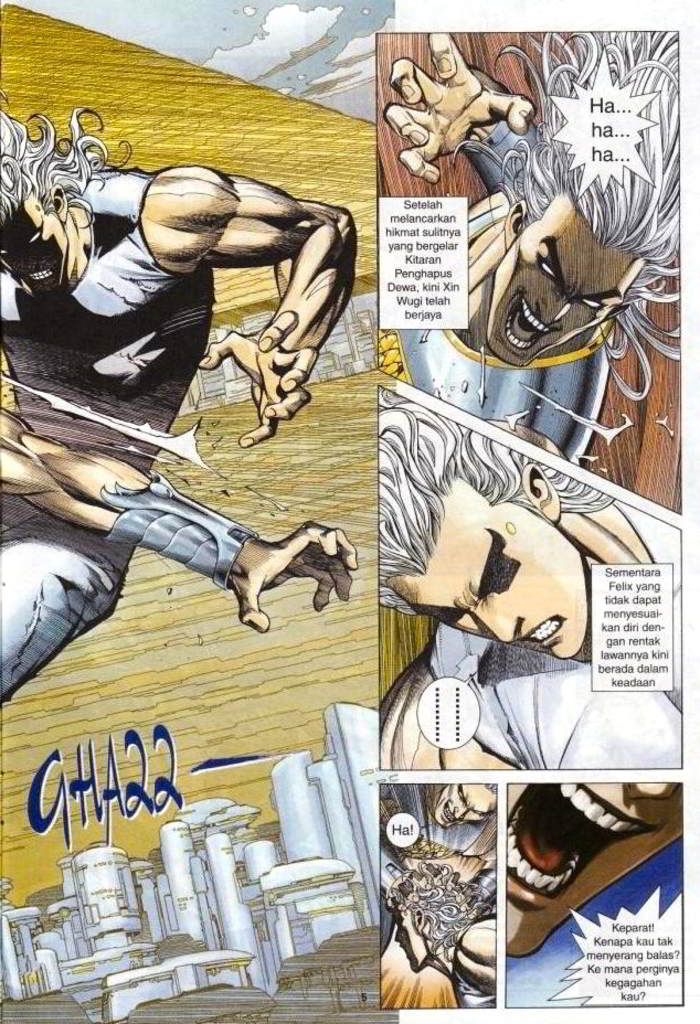 Ha...
ha...
ha...
Setelah
melancarkan
hikmat sulitnya
yang bergelar
Kitaran
Penghapus
Dewa, kini Xin
Wugi telah
berjaya
Sementara
Felix yang
tidak dapat
menyesuai-
kan diri den-
gan rentak
lawannya kini
berada dalam
keadaan
GHAZZ
Ha!
Keparat!
Kenapa kau tak
menyerang balas?
Ke mana perginya
kegagahan
kau?
5